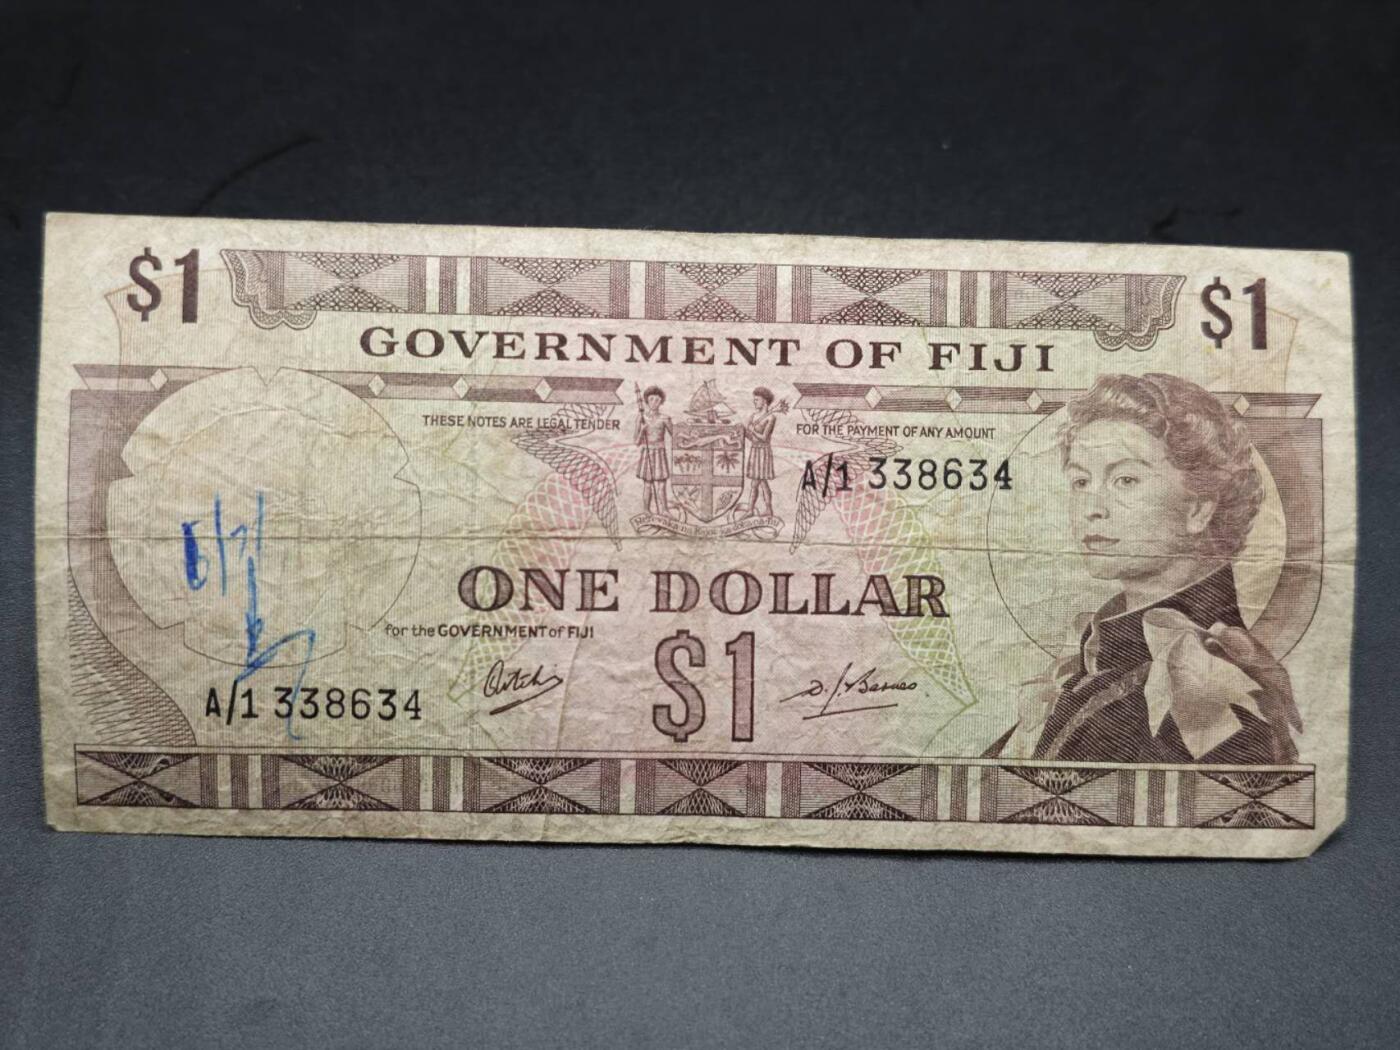 $1
$1
GOVERNMENT OF FIJI
THESE NOTES ARE LEGAL TENDER
FOR THE PAYMENT OF ANY AMOUNT
A/1 338634
ONE DOLLAR
for the GOVERNMENT of FIJI
$1
D. J. Barnes
A/1 338634